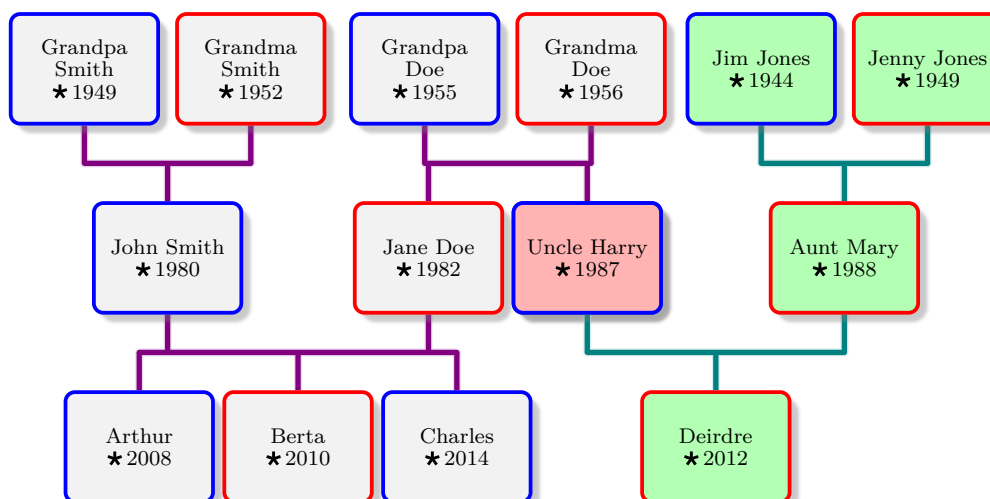 Grandpa
Smith
★1949
Grandma
Smith
★1952
Grandpa
Doe
★1955
Grandma
Doe
★1956
Jim Jones
★1944
Jenny Jones
★1949
John Smith
★1980
Jane Doe
★1982
Uncle Harry
★1987
Aunt Mary
★1988
Arthur
★2008
Berta
★2010
Charles
★2014
Deirdre
★2012